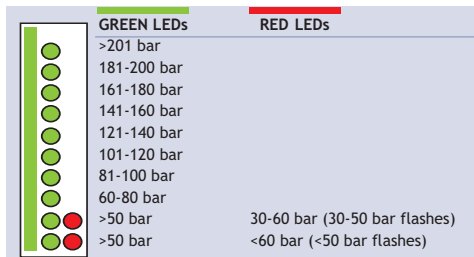 GREEN LEDs RED LEDs
>201 bar
181-200 bar
161-180 bar
141-160 bar
121-140 bar
101-120 bar
81-100 bar
60-80 bar
>50 bar 30-60 bar (30-50 bar flashes)
>50 bar <60 bar (<50 bar flashes)